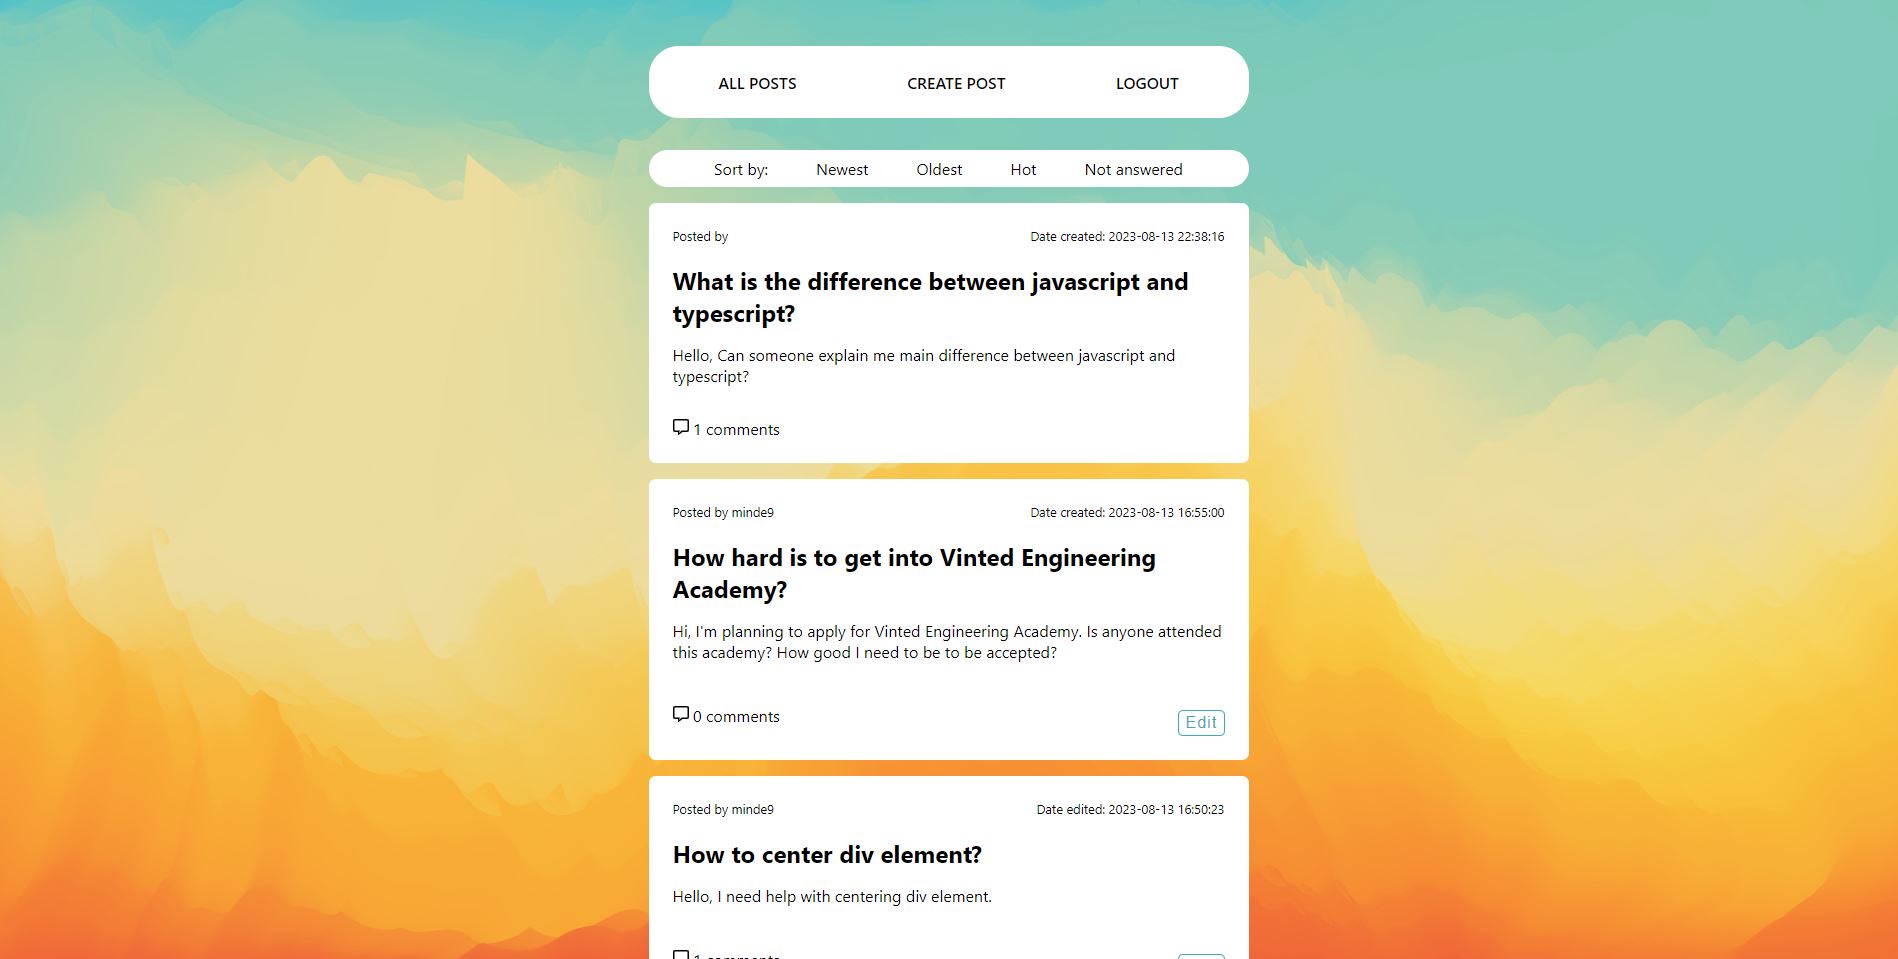 ALL POSTS CREATE POST LOGOUT
Sort by: Newest Oldest Hot Not answered
Posted by Date created: 2023-08-13 22:38:16
What is the difference between javascript and
typescript?
Hello, Can someone explain me main difference between javascript and
typescript?
1 comments
Posted by minde9 Date created: 2023-08-13 16:55:00
How hard is to get into Vinted Engineering
Academy?
Hi, I'm planning to apply for Vinted Engineering Academy. Is anyone attended
this academy? How good I need to be to be accepted?
0 comments Edit
Posted by minde9 Date edited: 2023-08-13 16:50:23
How to center div element?
Hello, I need help with centering div element.
1 comments